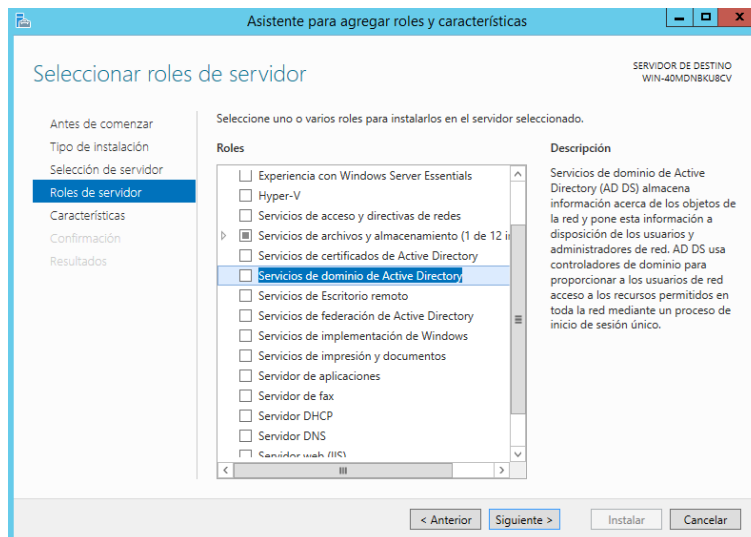 Asistente para agregar roles y características
Seleccionar roles de servidor
SERVIDOR DE DESTINO
WIN-40MDNBKU8CV
Antes de comenzar
Tipo de instalación
Selección de servidor
Roles de servidor
Características
Confirmación
Resultados
Seleccione uno o varios roles para instalarlos en el servidor seleccionado.
Roles
Experiencia con Windows Server Essentials
Hyper-V
Servicios de acceso y directivas de redes
Servicios de archivos y almacenamiento (1 de 12 i
Servicios de certificados de Active Directory
Servicios de dominio de Active Directory
Servicios de Escritorio remoto
Servicios de federación de Active Directory
Servicios de implementación de Windows
Servicios de impresión y documentos
Servidor de aplicaciones
Servidor de fax
Servidor DHCP
Servidor DNS
Servidor web (IIS)
Descripción
Servicios de dominio de Active
Directory (AD DS) almacena
información acerca de los objetos de
la red y pone esta información a
disposición de los usuarios y
administradores de red. AD DS usa
controladores de dominio para
proporcionar a los usuarios de red
acceso a los recursos permitidos en
toda la red mediante un proceso de
inicio de sesión único.
< Anterior
Siguiente >
Instalar
Cancelar